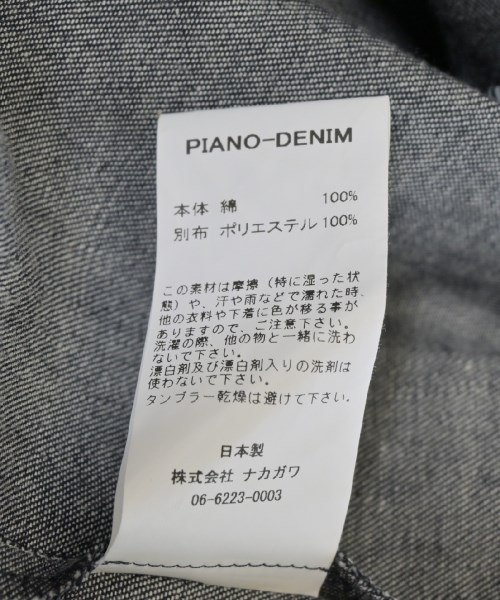 PIANO-DENIM
本体 綿 100%
別布 ポリエステル 100%
この素材は摩擦(特に湿った状
態)や、汗や雨などで濡れた時、
他の衣料や下着に色が移る事が
ありますので、ご注意下さい。
洗濯の際、他の物と一緒に洗わ
ないで下さい。
漂白剤及び漂白剤入りの洗剤は
使わないで下さい。
タンブラー乾燥は避けて下さい。
日本製
株式会社 ナカガワ
06-6223-0003